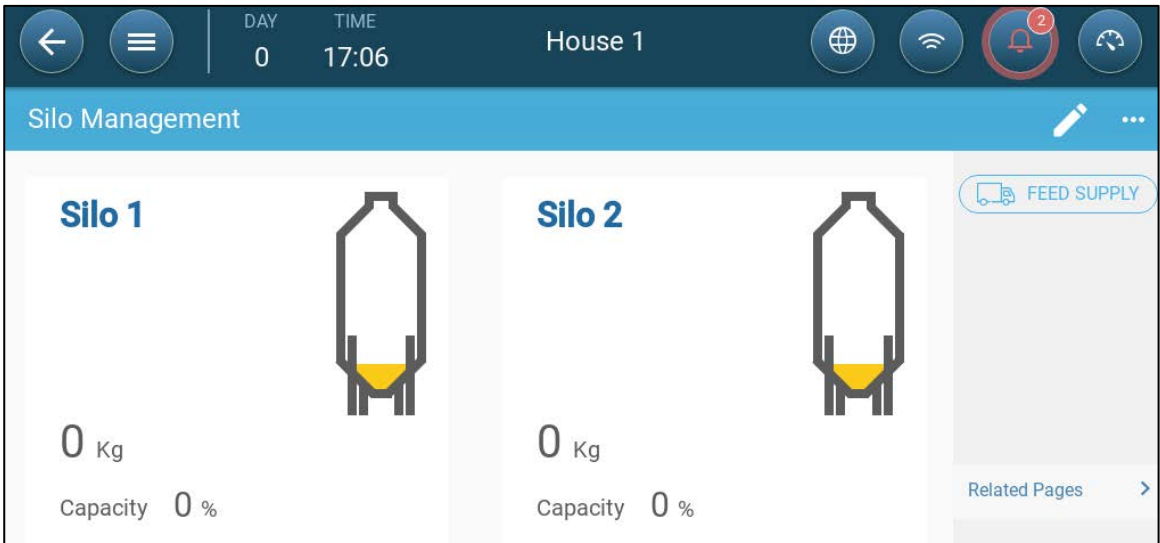 DAY TIME
0 17:06
House 1
2
Silo Management
Silo 1
0 Kg
Capacity 0 %
Silo 2
0 Kg
Capacity 0 %
FEED SUPPLY
Related Pages